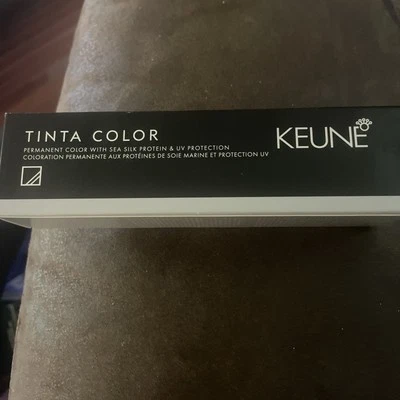 TINTA COLOR
KEUNE
PERMANENT COLOR WITH SEA SILK PROTEIN & UV PROTECTION
COLORATION PERMANENTE AUX PROTÉINES DE SOIE MARINE ET PROTECTION UV